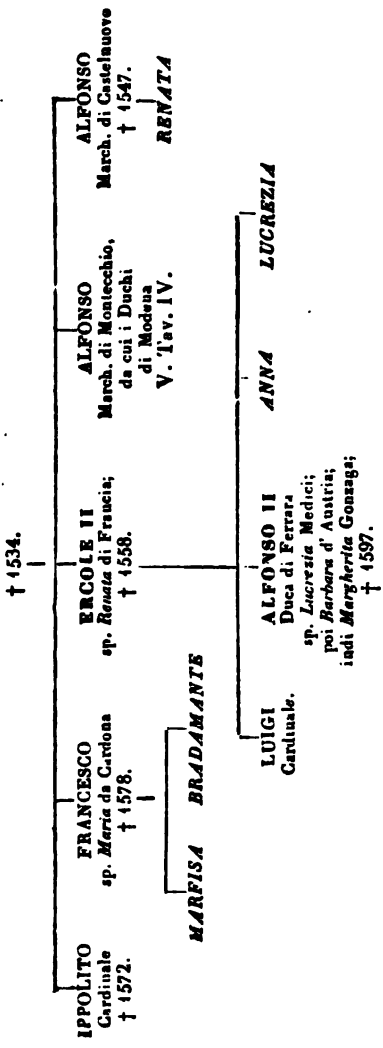 † 1534.
IPPOLITO
Cardinale
† 1572.
FRANCESCO
sp. Maria da Cardona
† 1578.
ERCOLE II
sp. Renata di Francia;
† 1558.
ALFONSO
March. di Montecchio,
da cui i Duchi
di Modena
V. Tav. IV.
ALFONSO
March. di Castelnuovo
† 1547.
RENATA
MARFISA BRADAMANTE
LUIGI
Cardinale.
ALFONSO II
Duca di Ferrara
sp. Lucrezia Medici;
poi Barbara d' Austria;
indi Margherita Gonzaga;
† 1597.
ANNA
LUCREZIA